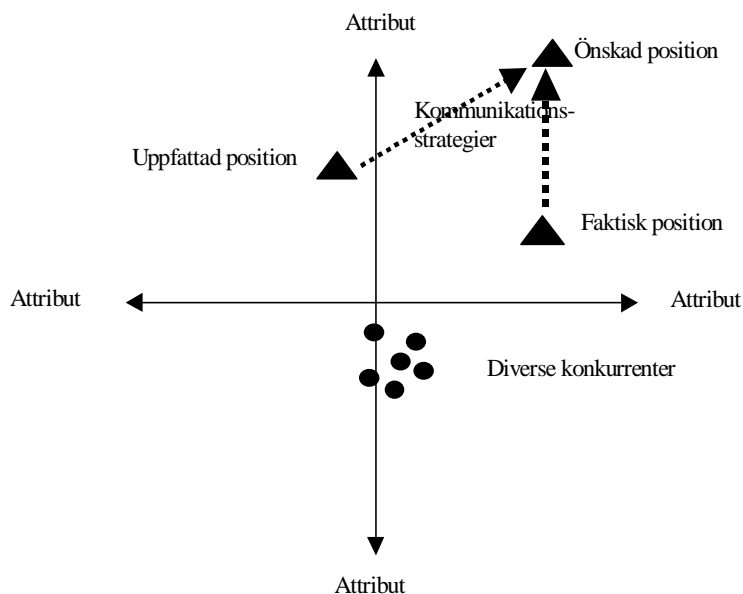 Attribut
Önskad position
Kommunikations-
strategier
Uppfattad position
Faktisk position
Attribut
Attribut
Diverse konkurrenter
Attribut